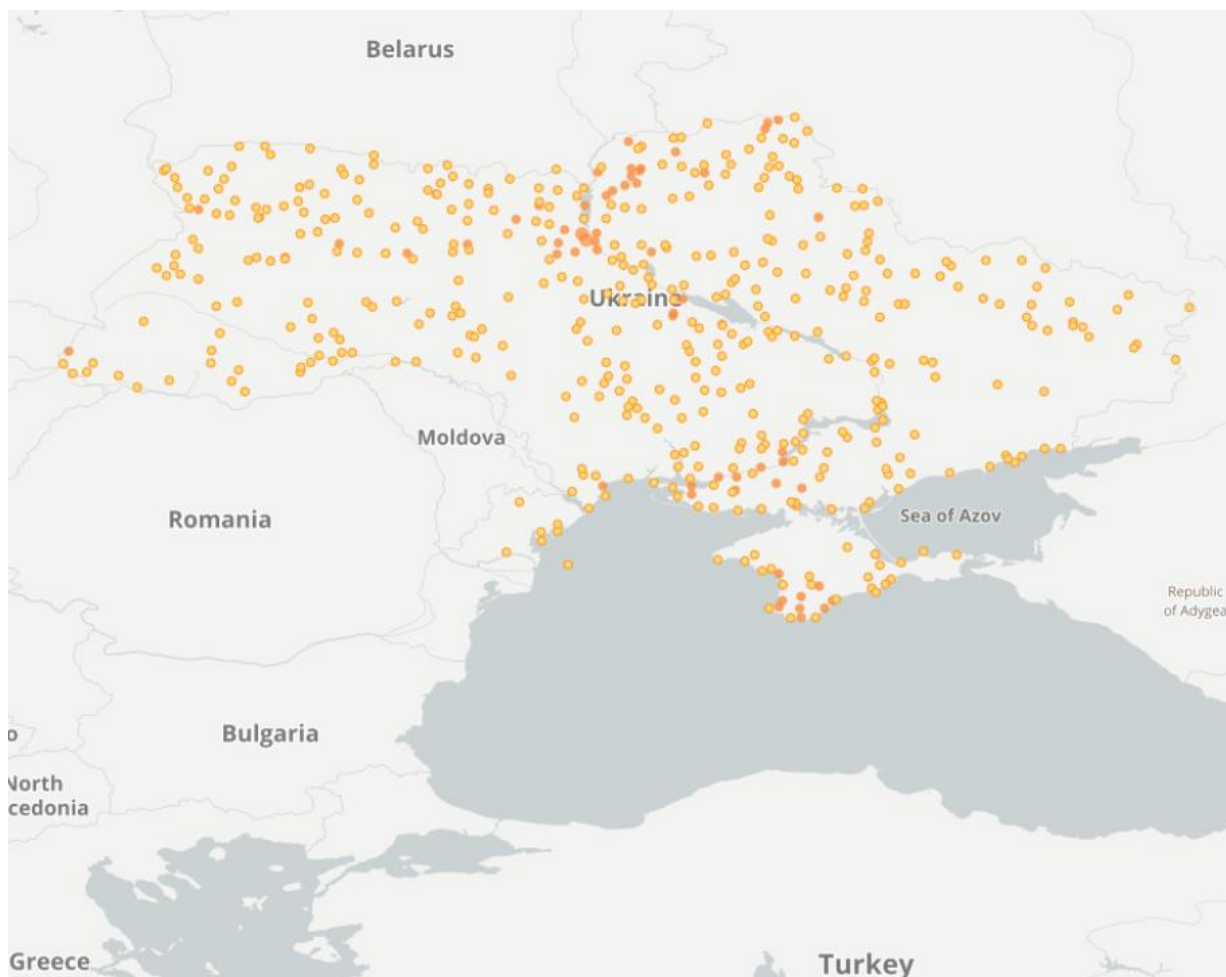 Belarus
Ukraine
Moldova
Romania
Sea of Azov
Republic
of Adygea
Bulgaria
o
North
cedonia
Greece
Turkey